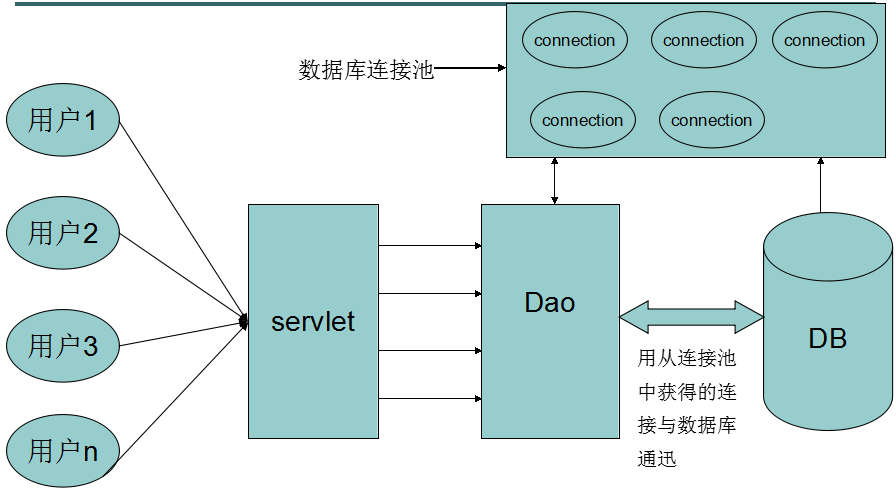 connection
connection
connection
数据库连接池
connection
connection
用户1
用户2
用户3
用户n
servlet
Dao
DB
用从连接池
中获得的连
接与数据库
通迅